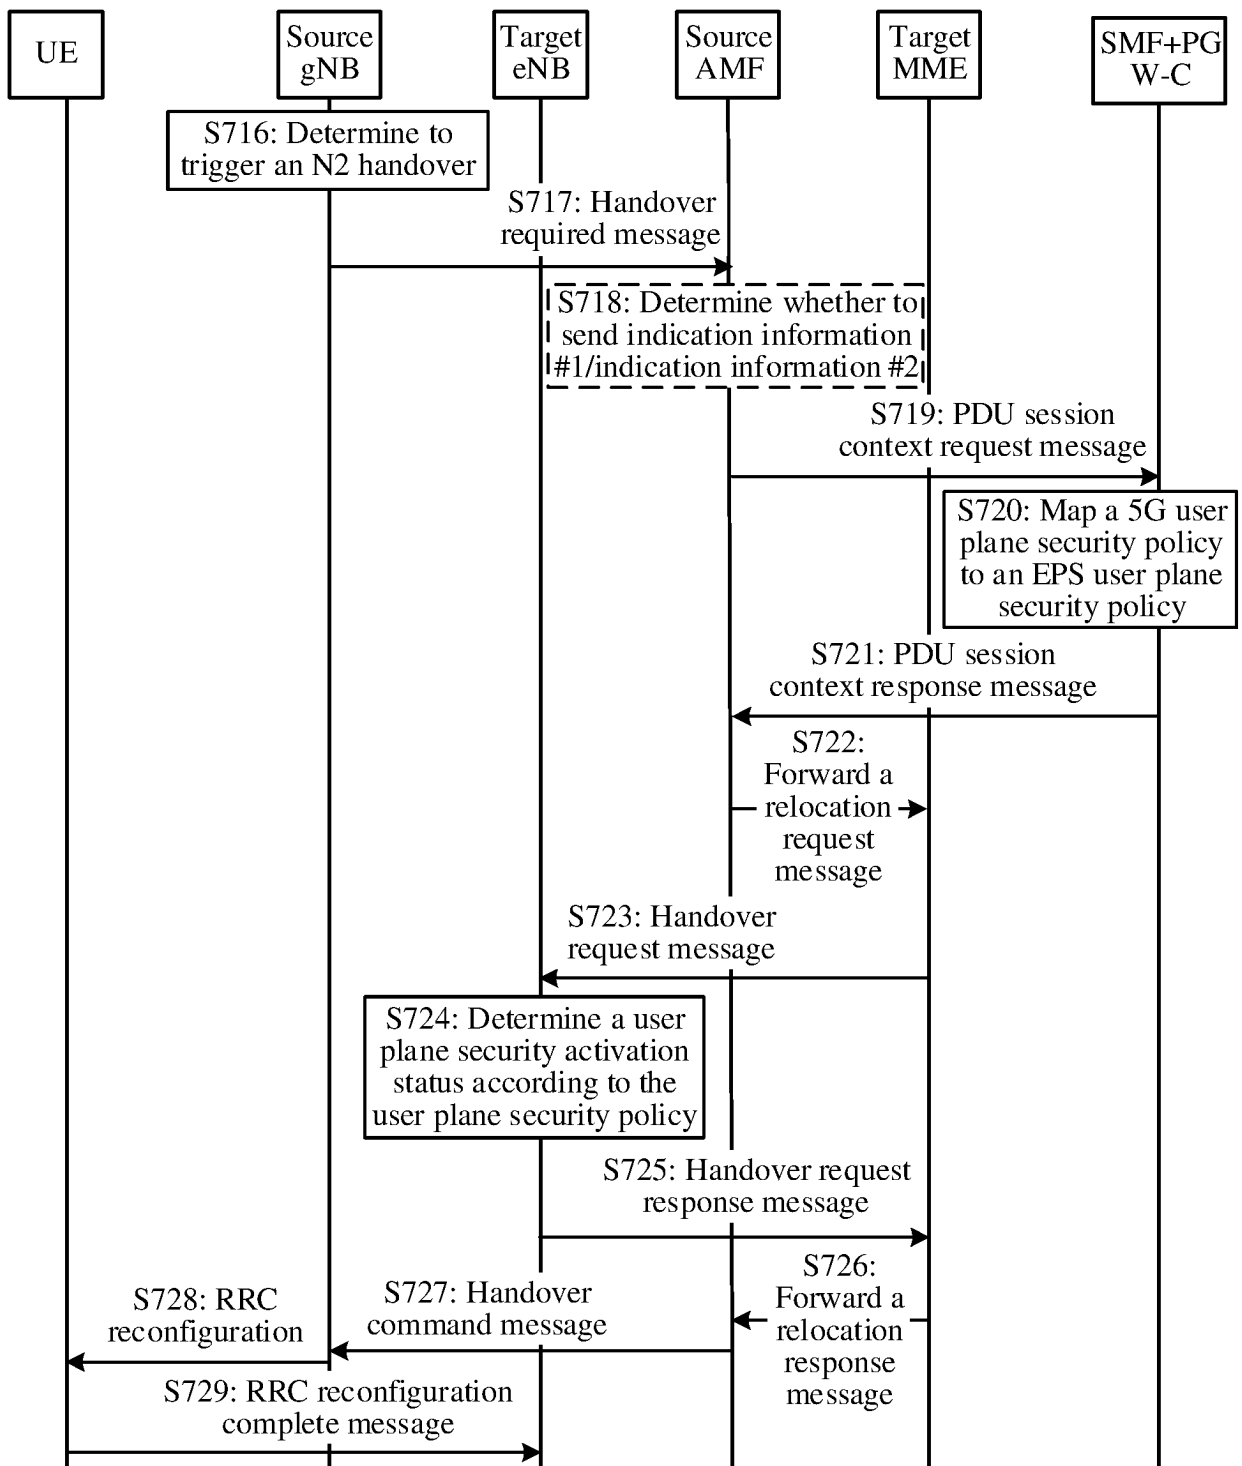 UE
Source
gNB
Target
eNB
Source
AMF
Target
MME
SMF+PG
W-C
S716: Determine to
trigger an N2 handover
S717: Handover
required message
S718: Determine whether to
send indication information
#1/indication information #2
S719: PDU session
context request message
S720: Map a 5G user
plane security policy
to an EPS user plane
security policy
S721: PDU session
context response message
S722:
Forward a
relocation
request
message
S723: Handover
request message
S724: Determine a user
plane security activation
status according to the
user plane security policy
S725: Handover request
response message
S726:
Forward a
relocation
response
message
S727: Handover
command message
S728: RRC
reconfiguration
S729: RRC reconfiguration
complete message